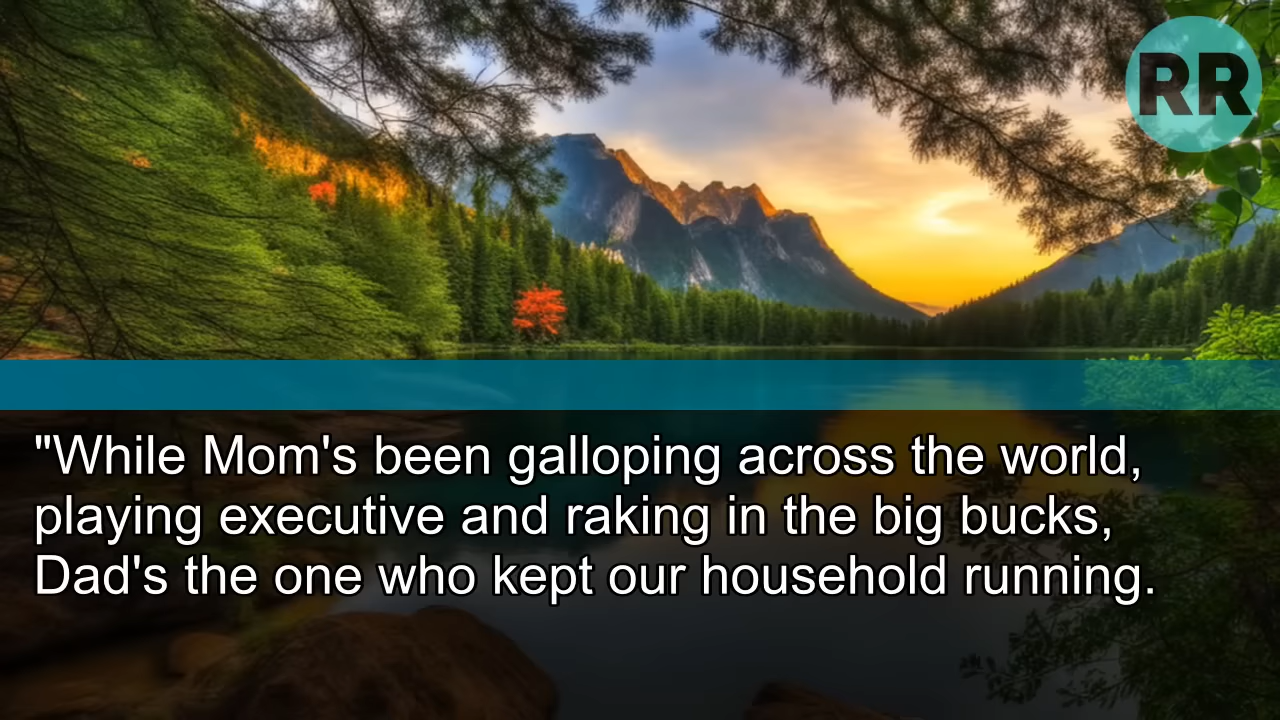 RR
"While Mom's been galloping across the world,
playing executive and raking in the big bucks,
Dad's the one who kept our household running.